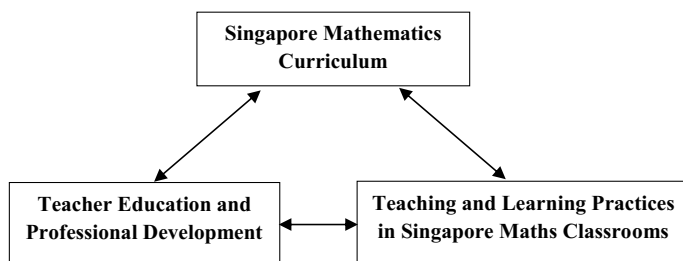 Singapore Mathematics
Curriculum
Teacher Education and
Professional Development
Teaching and Learning Practices
in Singapore Maths Classrooms